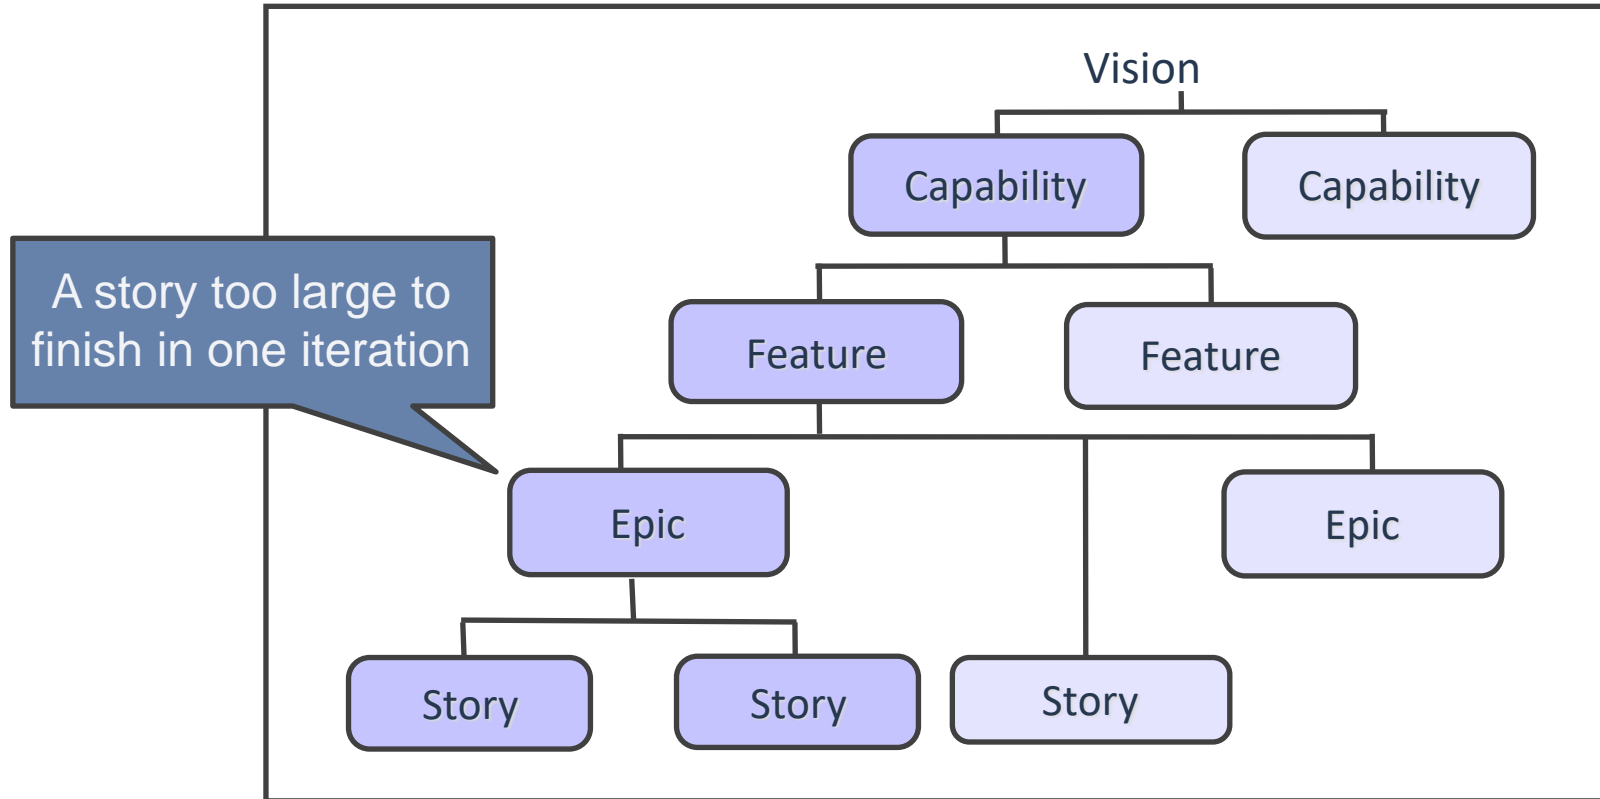 Vision
Capability
Capability
A story too large to
finish in one iteration
Feature
Feature
Epic
Epic
Story
Story
Story